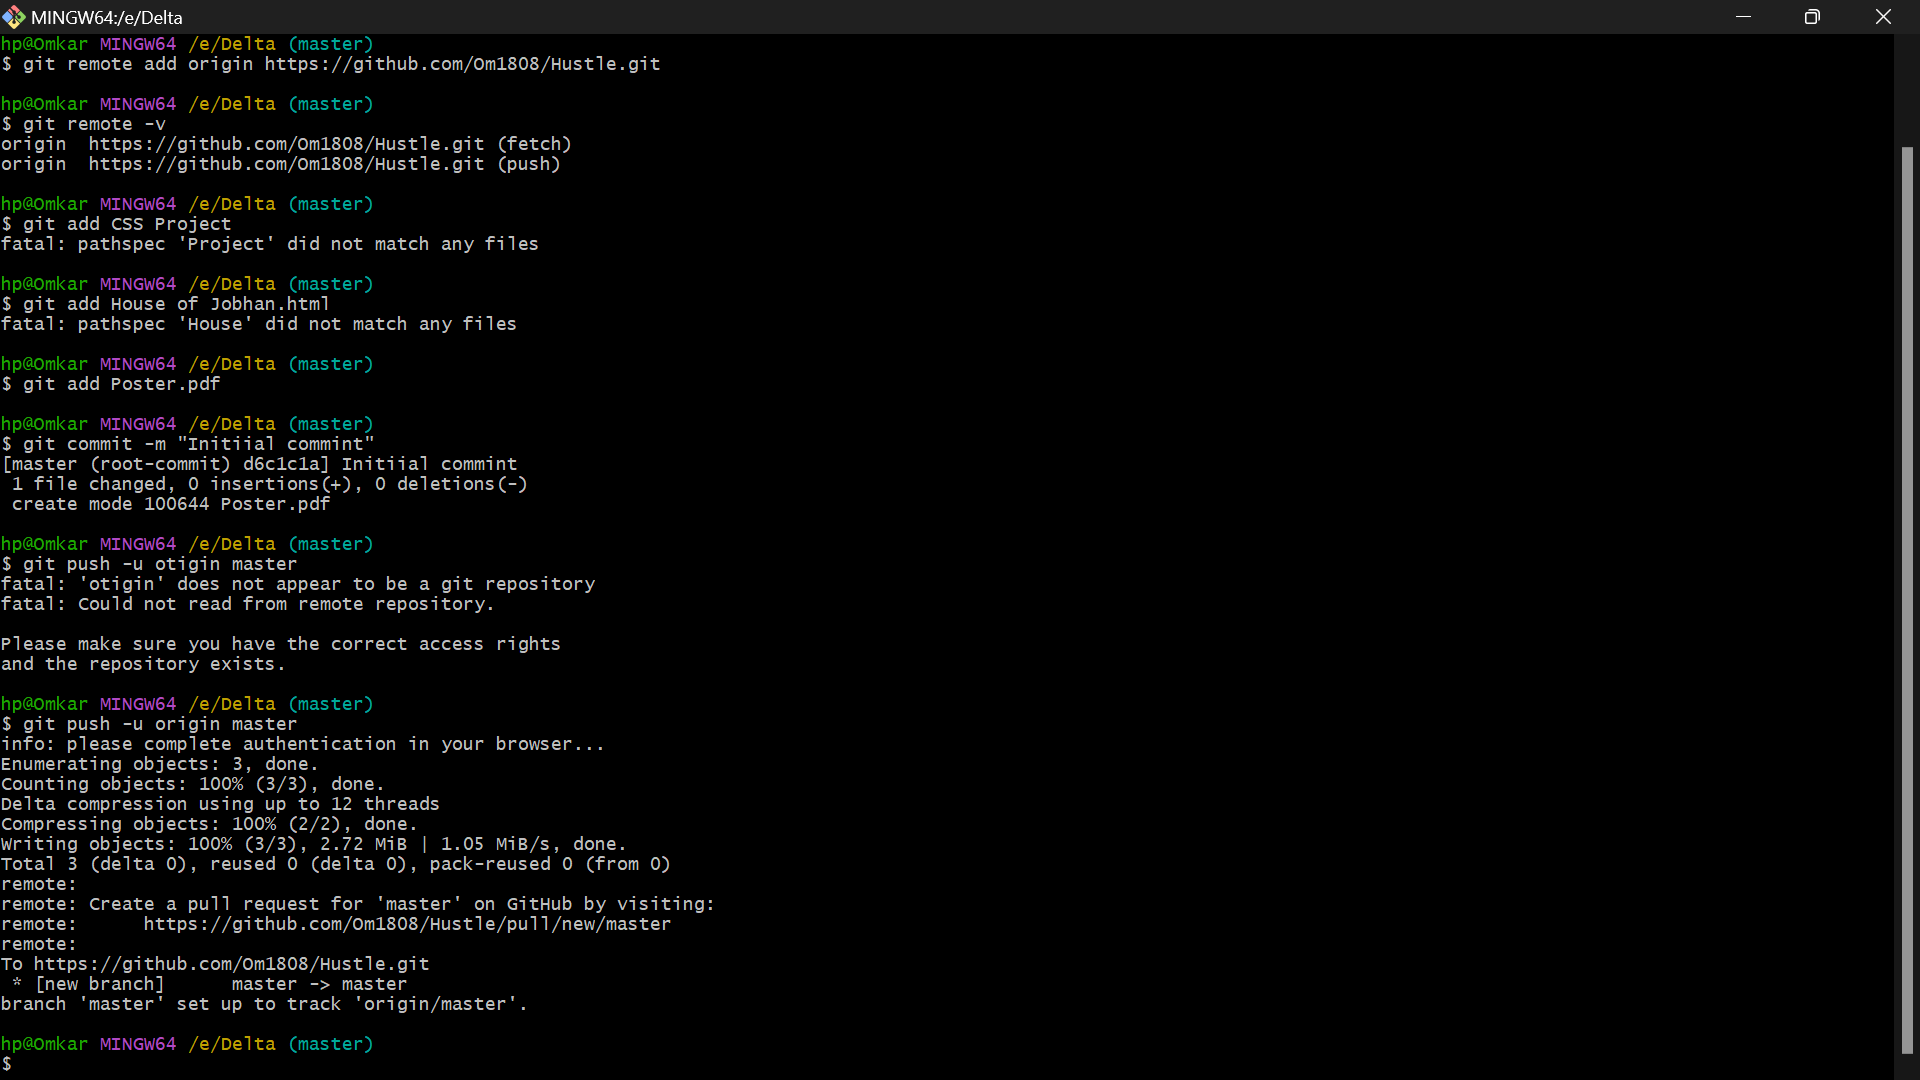 MINGW64:/e/Delta
hp@Omkar MINGW64 /e/Delta (master)
$ git remote add origin https://github.com/Om1808/Hustle.git
hp@Omkar MINGW64 /e/Delta (master)
$ git remote -v
origin  https://github.com/Om1808/Hustle.git (fetch)
origin  https://github.com/Om1808/Hustle.git (push)
hp@Omkar MINGW64 /e/Delta (master)
$ git add CSS Project
fatal: pathspec 'Project' did not match any files
hp@Omkar MINGW64 /e/Delta (master)
$ git add House of Jobhan.html
fatal: pathspec 'House' did not match any files
hp@Omkar MINGW64 /e/Delta (master)
$ git add Poster.pdf
hp@Omkar MINGW64 /e/Delta (master)
$ git commit -m "Initiial commint"
[master (root-commit) d6c1c1a] Initiial commint
 1 file changed, 0 insertions(+), 0 deletions(-)
 create mode 100644 Poster.pdf
hp@Omkar MINGW64 /e/Delta (master)
$ git push -u otigin master
fatal: 'otigin' does not appear to be a git repository
fatal: Could not read from remote repository.
Please make sure you have the correct access rights
and the repository exists.
hp@Omkar MINGW64 /e/Delta (master)
$ git push -u origin master
info: please complete authentication in your browser...
Enumerating objects: 3, done.
Counting objects: 100% (3/3), done.
Delta compression using up to 12 threads
Compressing objects: 100% (2/2), done.
Writing objects: 100% (3/3), 2.72 MiB | 1.05 MiB/s, done.
Total 3 (delta 0), reused 0 (delta 0), pack-reused 0 (from 0)
remote:
remote: Create a pull request for 'master' on GitHub by visiting:
remote:      https://github.com/Om1808/Hustle/pull/new/master
remote:
To https://github.com/Om1808/Hustle.git
 * [new branch]      master -> master
branch 'master' set up to track 'origin/master'.
hp@Omkar MINGW64 /e/Delta (master)
$